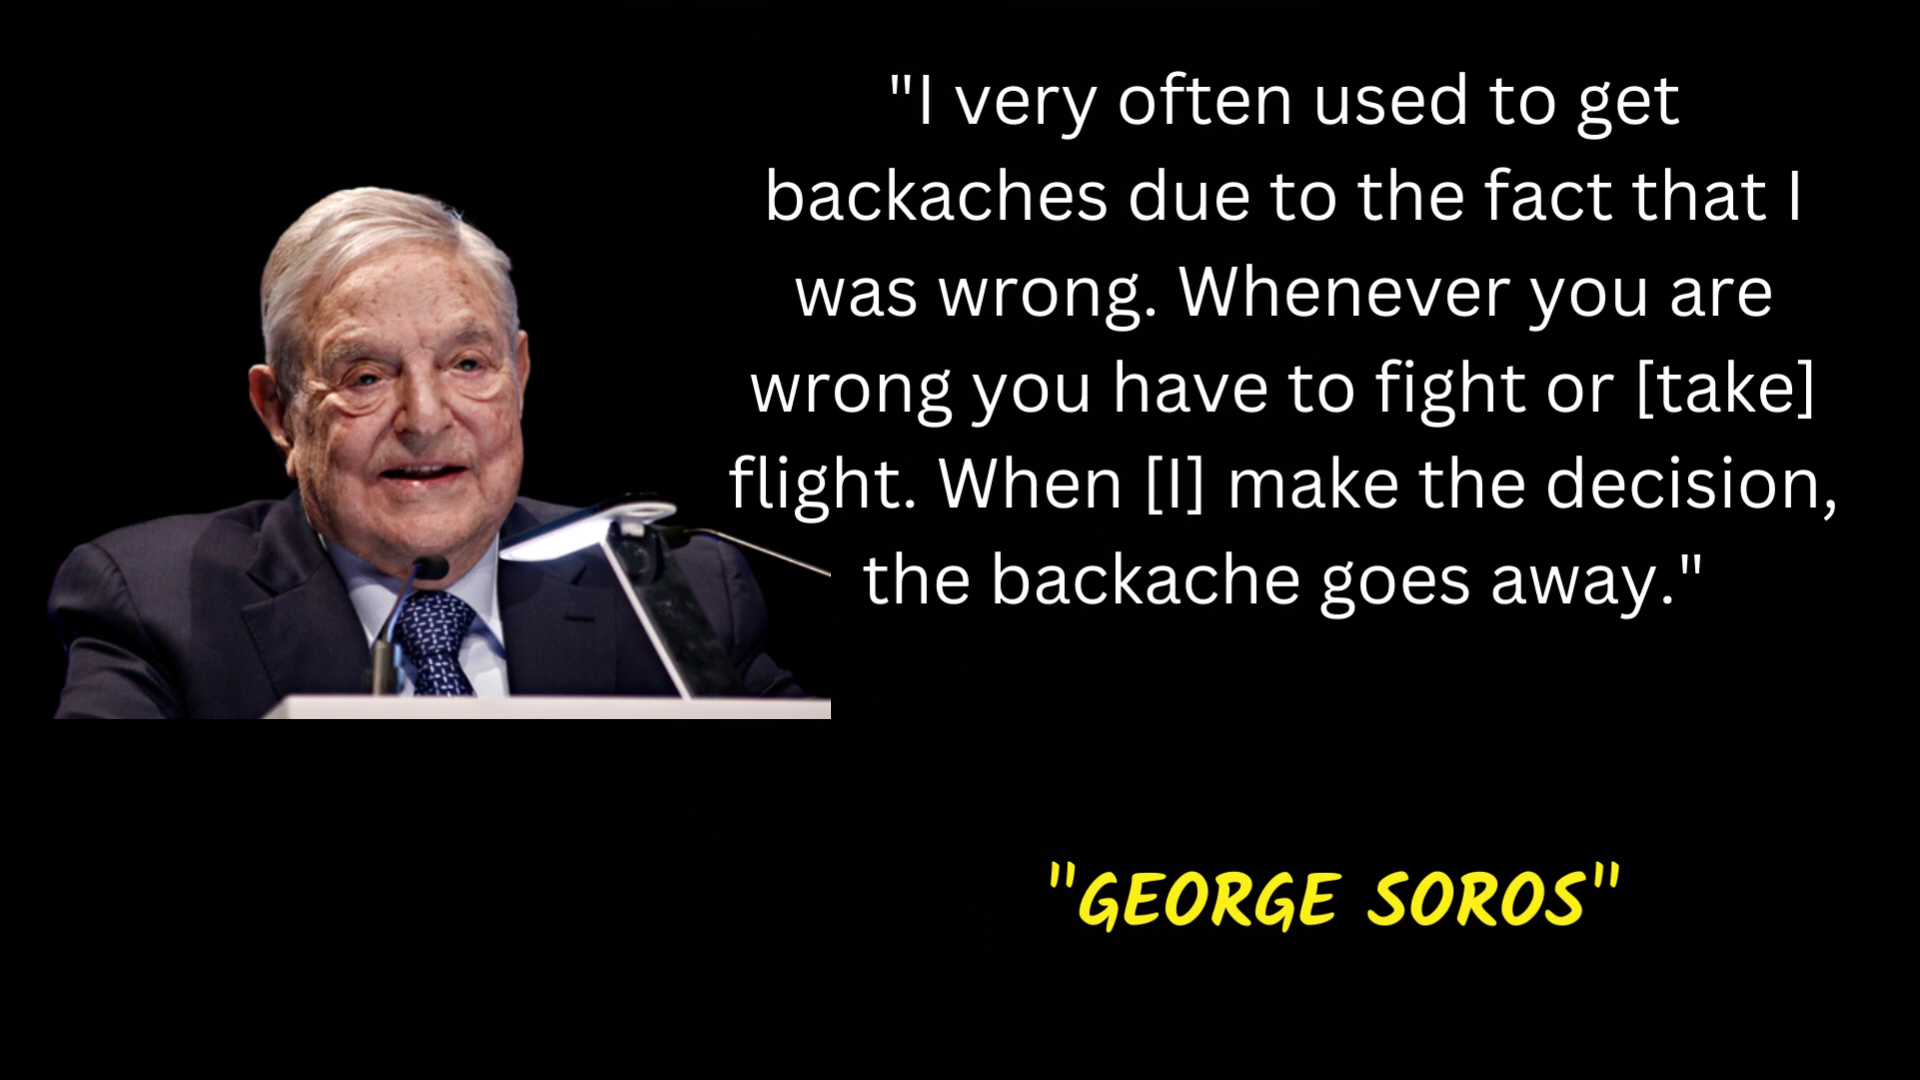 "I very often used to get
backaches due to the fact that I
was wrong. Whenever you are
wrong you have to fight or [take]
flight. When [I] make the decision,
the backache goes away."
"GEORGE SOROS"